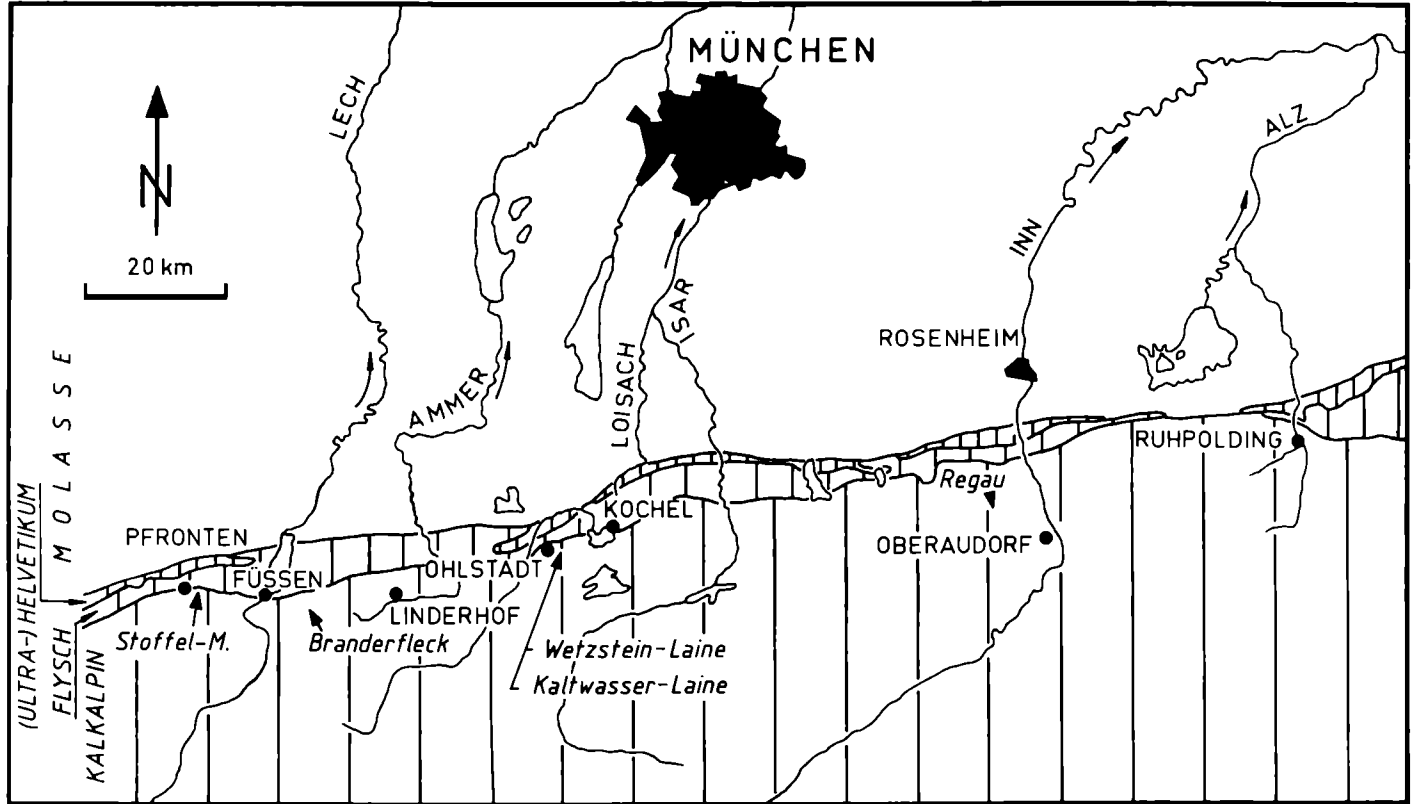 MÜNCHEN
LECH
N
20 km
ALZ
INN
ISAR
ROSENHEIM
AMMER
LOISACH
MOLASSE
RUHPOLDING
Regau
KOCHEL
PFRONTEN
OHLSTADT
OBERAUDORF
FÜSSEN
LINDERHOF
Stoffel-M.
Branderfleck
Wetzstein-Laine
Kaltwasser-Laine
(ULTRA-) HELVETIKUM
FLYSCH
KALKALPIN